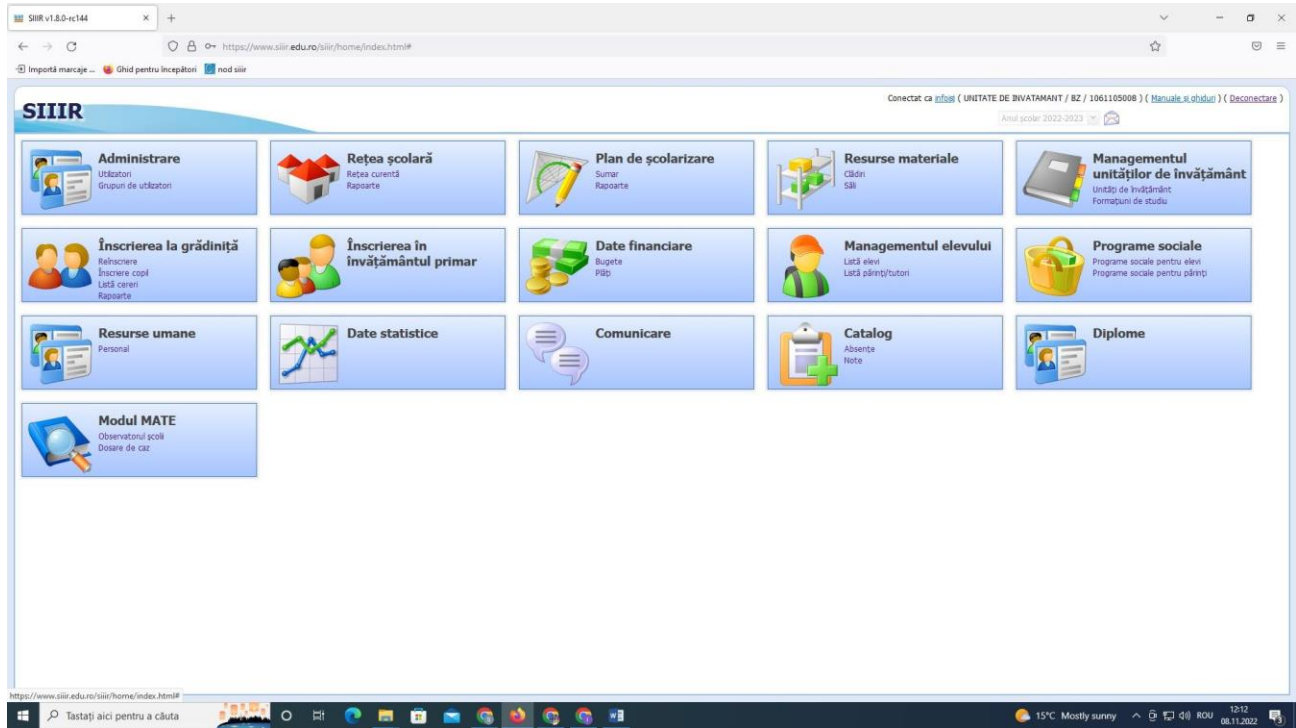 SIIIR v1.8.0-rc144
https://www.siiir.edu.ro/siiir/home/index.html#
Importă marcaje ...
Ghid pentru începători
nod siiir
SIIIR
Conectat ca infosj ( UNITATE DE INVATAMANT / BZ / 1061105008 ) ( Manuale si ghiduri ) ( Deconectare )
Anul școlar 2022-2023
Administrare
Utilizatori
Grupuri de utilizatori
Rețea școlară
Rețea curentă
Rapoarte
Plan de școlarizare
Sumar
Rapoarte
Resurse materiale
Clădiri
Săli
Managementul
unităților de învățământ
Unități de învățământ
Formațiuni de studiu
Înscrierea la grădiniță
Reînscriere
Înscriere copil
Listă cereri
Rapoarte
Înscrierea în
învățământul primar
Date financiare
Bugete
Plăți
Managementul elevului
Listă elevi
Listă părinți/tutori
Programe sociale
Programe sociale pentru elevi
Programe sociale pentru părinți
Resurse umane
Personal
Date statistice
Comunicare
Catalog
Absențe
Note
Diplome
Modul MATE
Observatorul școlii
Dosare de caz
https://www.siiir.edu.ro/siiir/home/index.html#
Tastați aici pentru a căuta
15°C Mostly sunny
ROU
12:12
08.11.2022